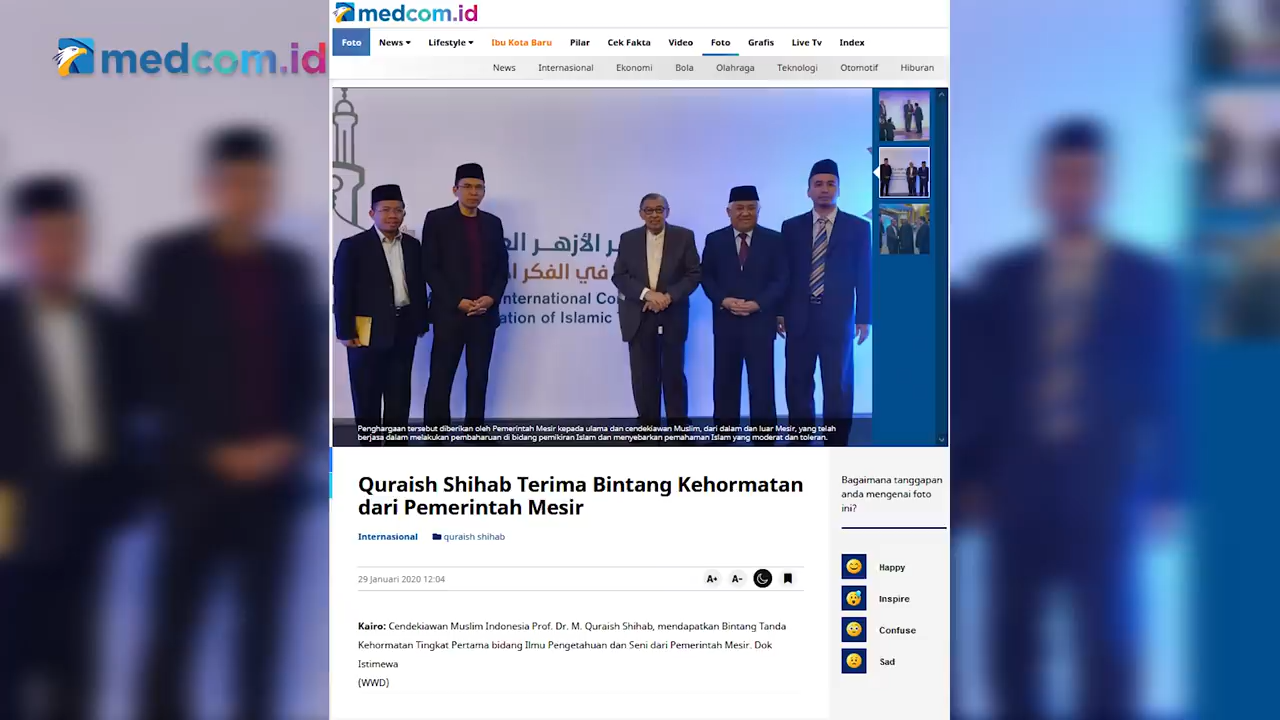 medcom.id
medcom.id
Foto News Lifestyle Ibu Kota Baru Pilar Cek Fakta Video Foto Grafis Live Tv Index
News Internasional Ekonomi Bola Olahraga Teknologi Otomotif Hiburan
ر الأزهر الع
في الفكر ا
nternational Co
ation of Islamic T
Penghargaan tersebut diberikan oleh Pemerintah Mesir kepada ulama dan cendekiawan Muslim, dari dalam dan luar Mesir, yang telah
berjasa dalam melakukan pembaharuan di bidang pemikiran Islam dan menyebarkan pemahaman Islam yang moderat dan toleran.
Quraish Shihab Terima Bintang Kehormatan
dari Pemerintah Mesir
Internasional quraish shihab
29 Januari 2020 12:04 A+ A-
Kairo: Cendekiawan Muslim Indonesia Prof. Dr. M. Quraish Shihab, mendapatkan Bintang Tanda
Kehormatan Tingkat Pertama bidang Ilmu Pengetahuan dan Seni dari Pemerintah Mesir. Dok
Istimewa
(WWD)
Bagaimana tanggapan
anda mengenai foto
ini?
Happy
Inspire
Confuse
Sad